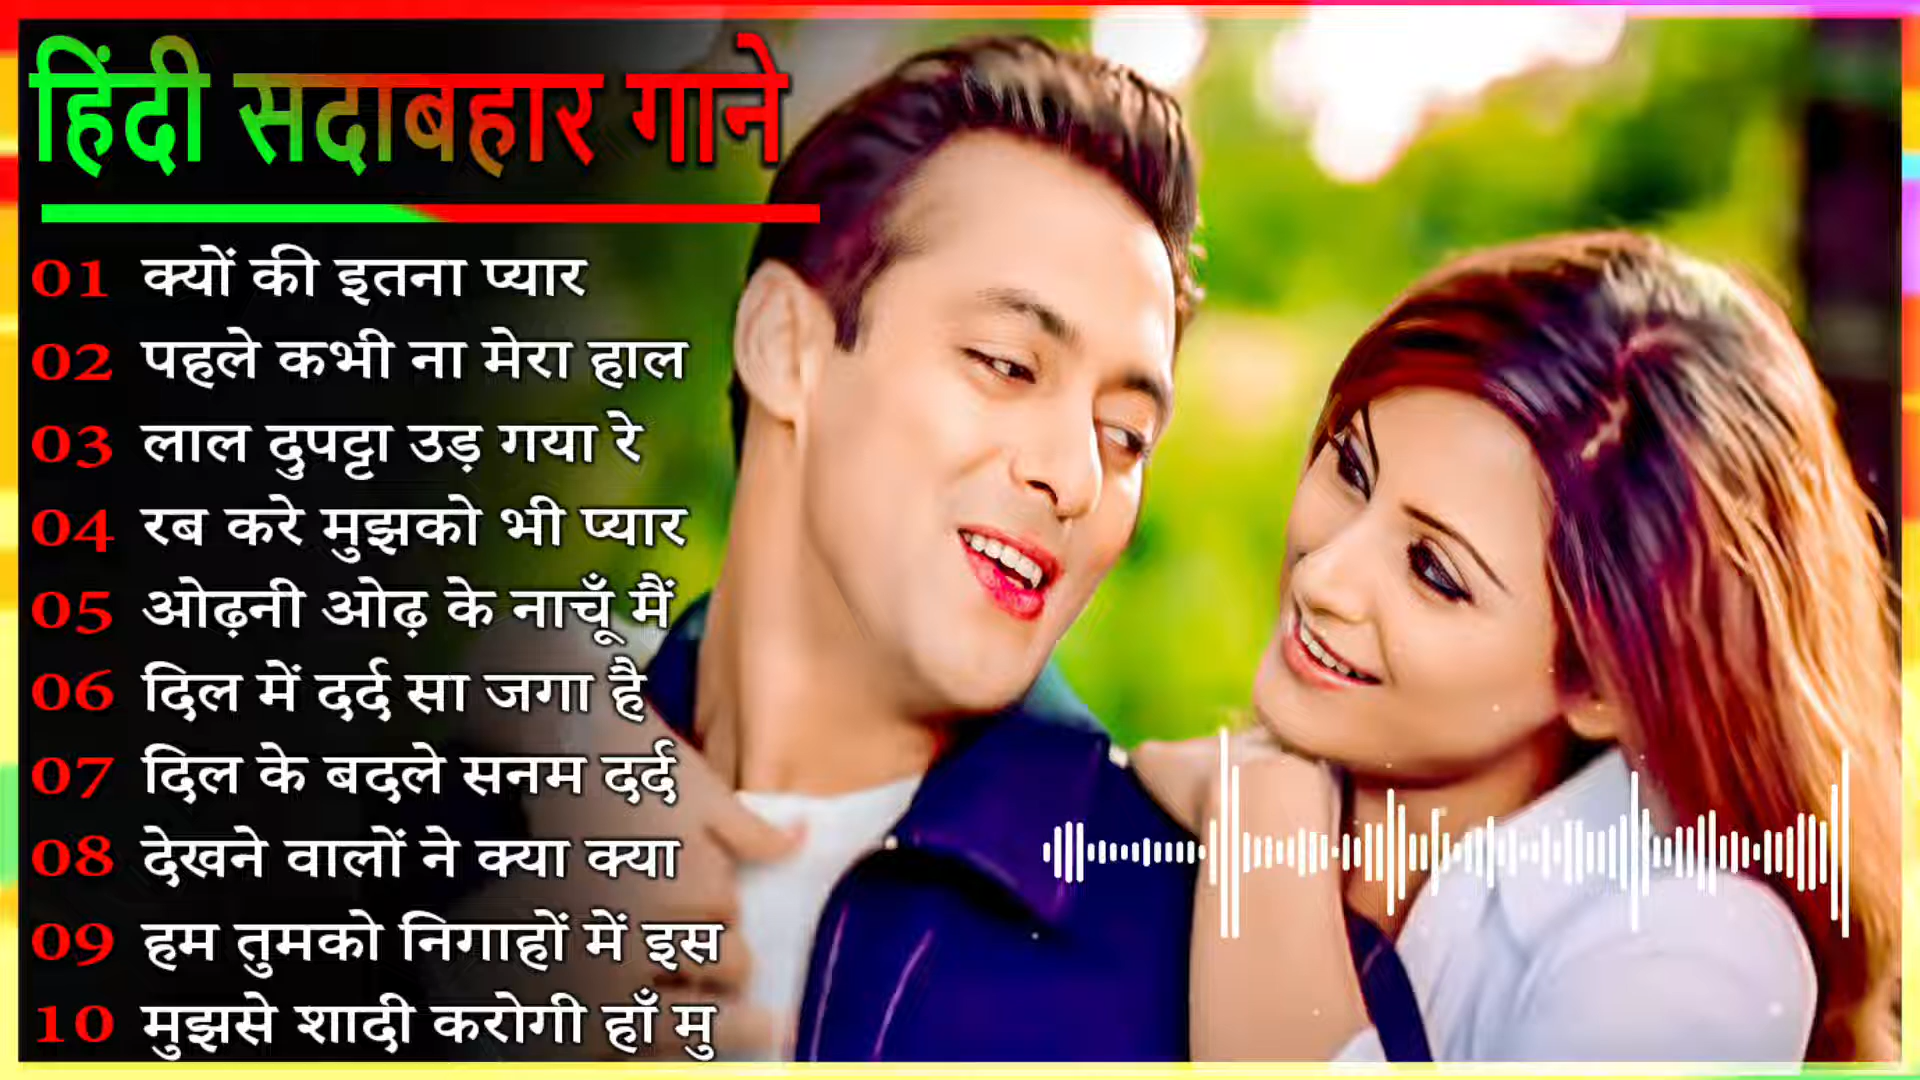 हिंदी सदाबहार गाने
01 क्यों की इतना प्यार
02 पहले कभी ना मेरा हाल
03 लाल दुपट्टा उड़ गया रे
04 रब करे मुझको भी प्यार
05 ओढ़नी ओढ़ के नाचूँ मैं
06 दिल में दर्द सा जगा है
07 दिल के बदले सनम दर्द
08 देखने वालों ने क्या क्या
09 हम तुमको निगाहों में इस
10 मुझसे शादी करोगी हाँ मु